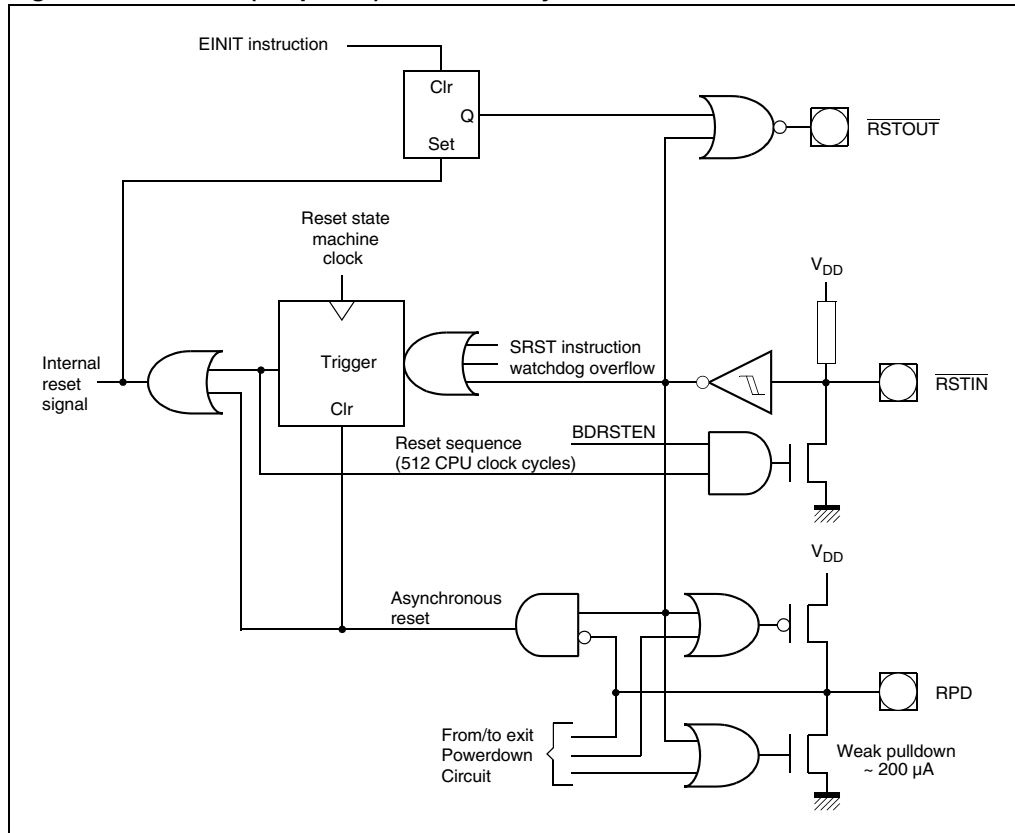 EINIT instruction
Clr
Q
Set
RSTOUT
Reset state
machine
clock
VDD
Internal
reset
signal
Trigger
Clr
SRST instruction
watchdog overflow
RSTIN
BDRSTEN
Reset sequence
(512 CPU clock cycles)
VDD
Asynchronous
reset
RPD
From/to exit
Powerdown
Circuit
Weak pulldown
~ 200 µA